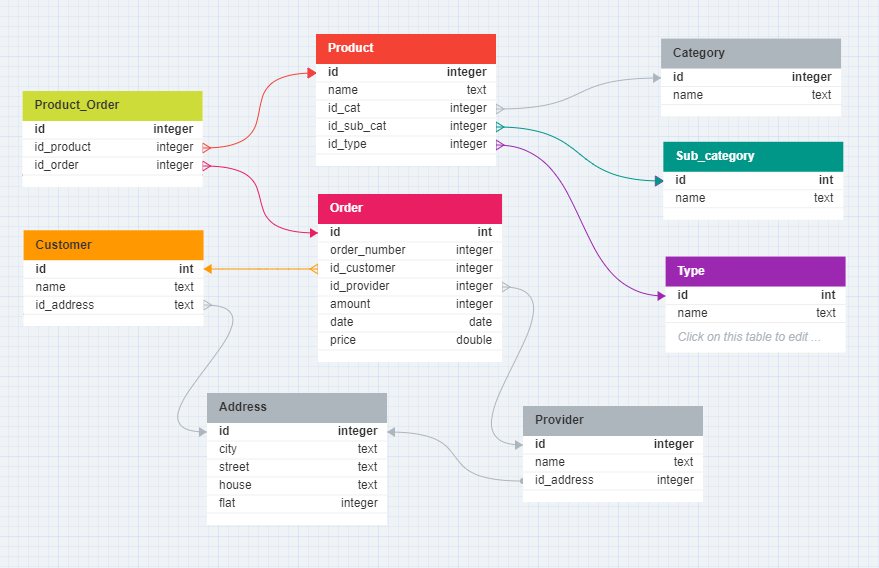 Product
id integer
name text
id_cat integer
id_sub_cat integer
id_type integer
Category
id integer
name text
Product_Order
id integer
id_product integer
id_order integer
Sub_category
id int
name text
Order
id int
order_number integer
id_customer integer
id_provider integer
amount integer
date date
price double
Customer
id int
name text
id_address text
Type
id int
name text
Click on this table to edit ...
Address
id integer
city text
street text
house text
flat integer
Provider
id integer
name text
id_address integer